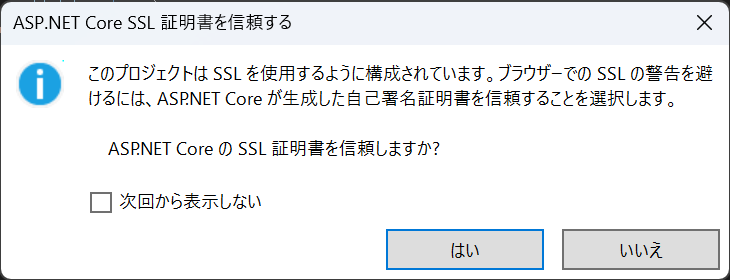 ASP.NET Core SSL 証明書を信頼する
このプロジェクトは SSL を使用するように構成されています。ブラウザーでの SSL の警告を避
けるには、ASP.NET Core が生成した自己署名証明書を信頼することを選択します。
ASP.NET Core の SSL 証明書を信頼しますか?
次回から表示しない
はい
いいえ